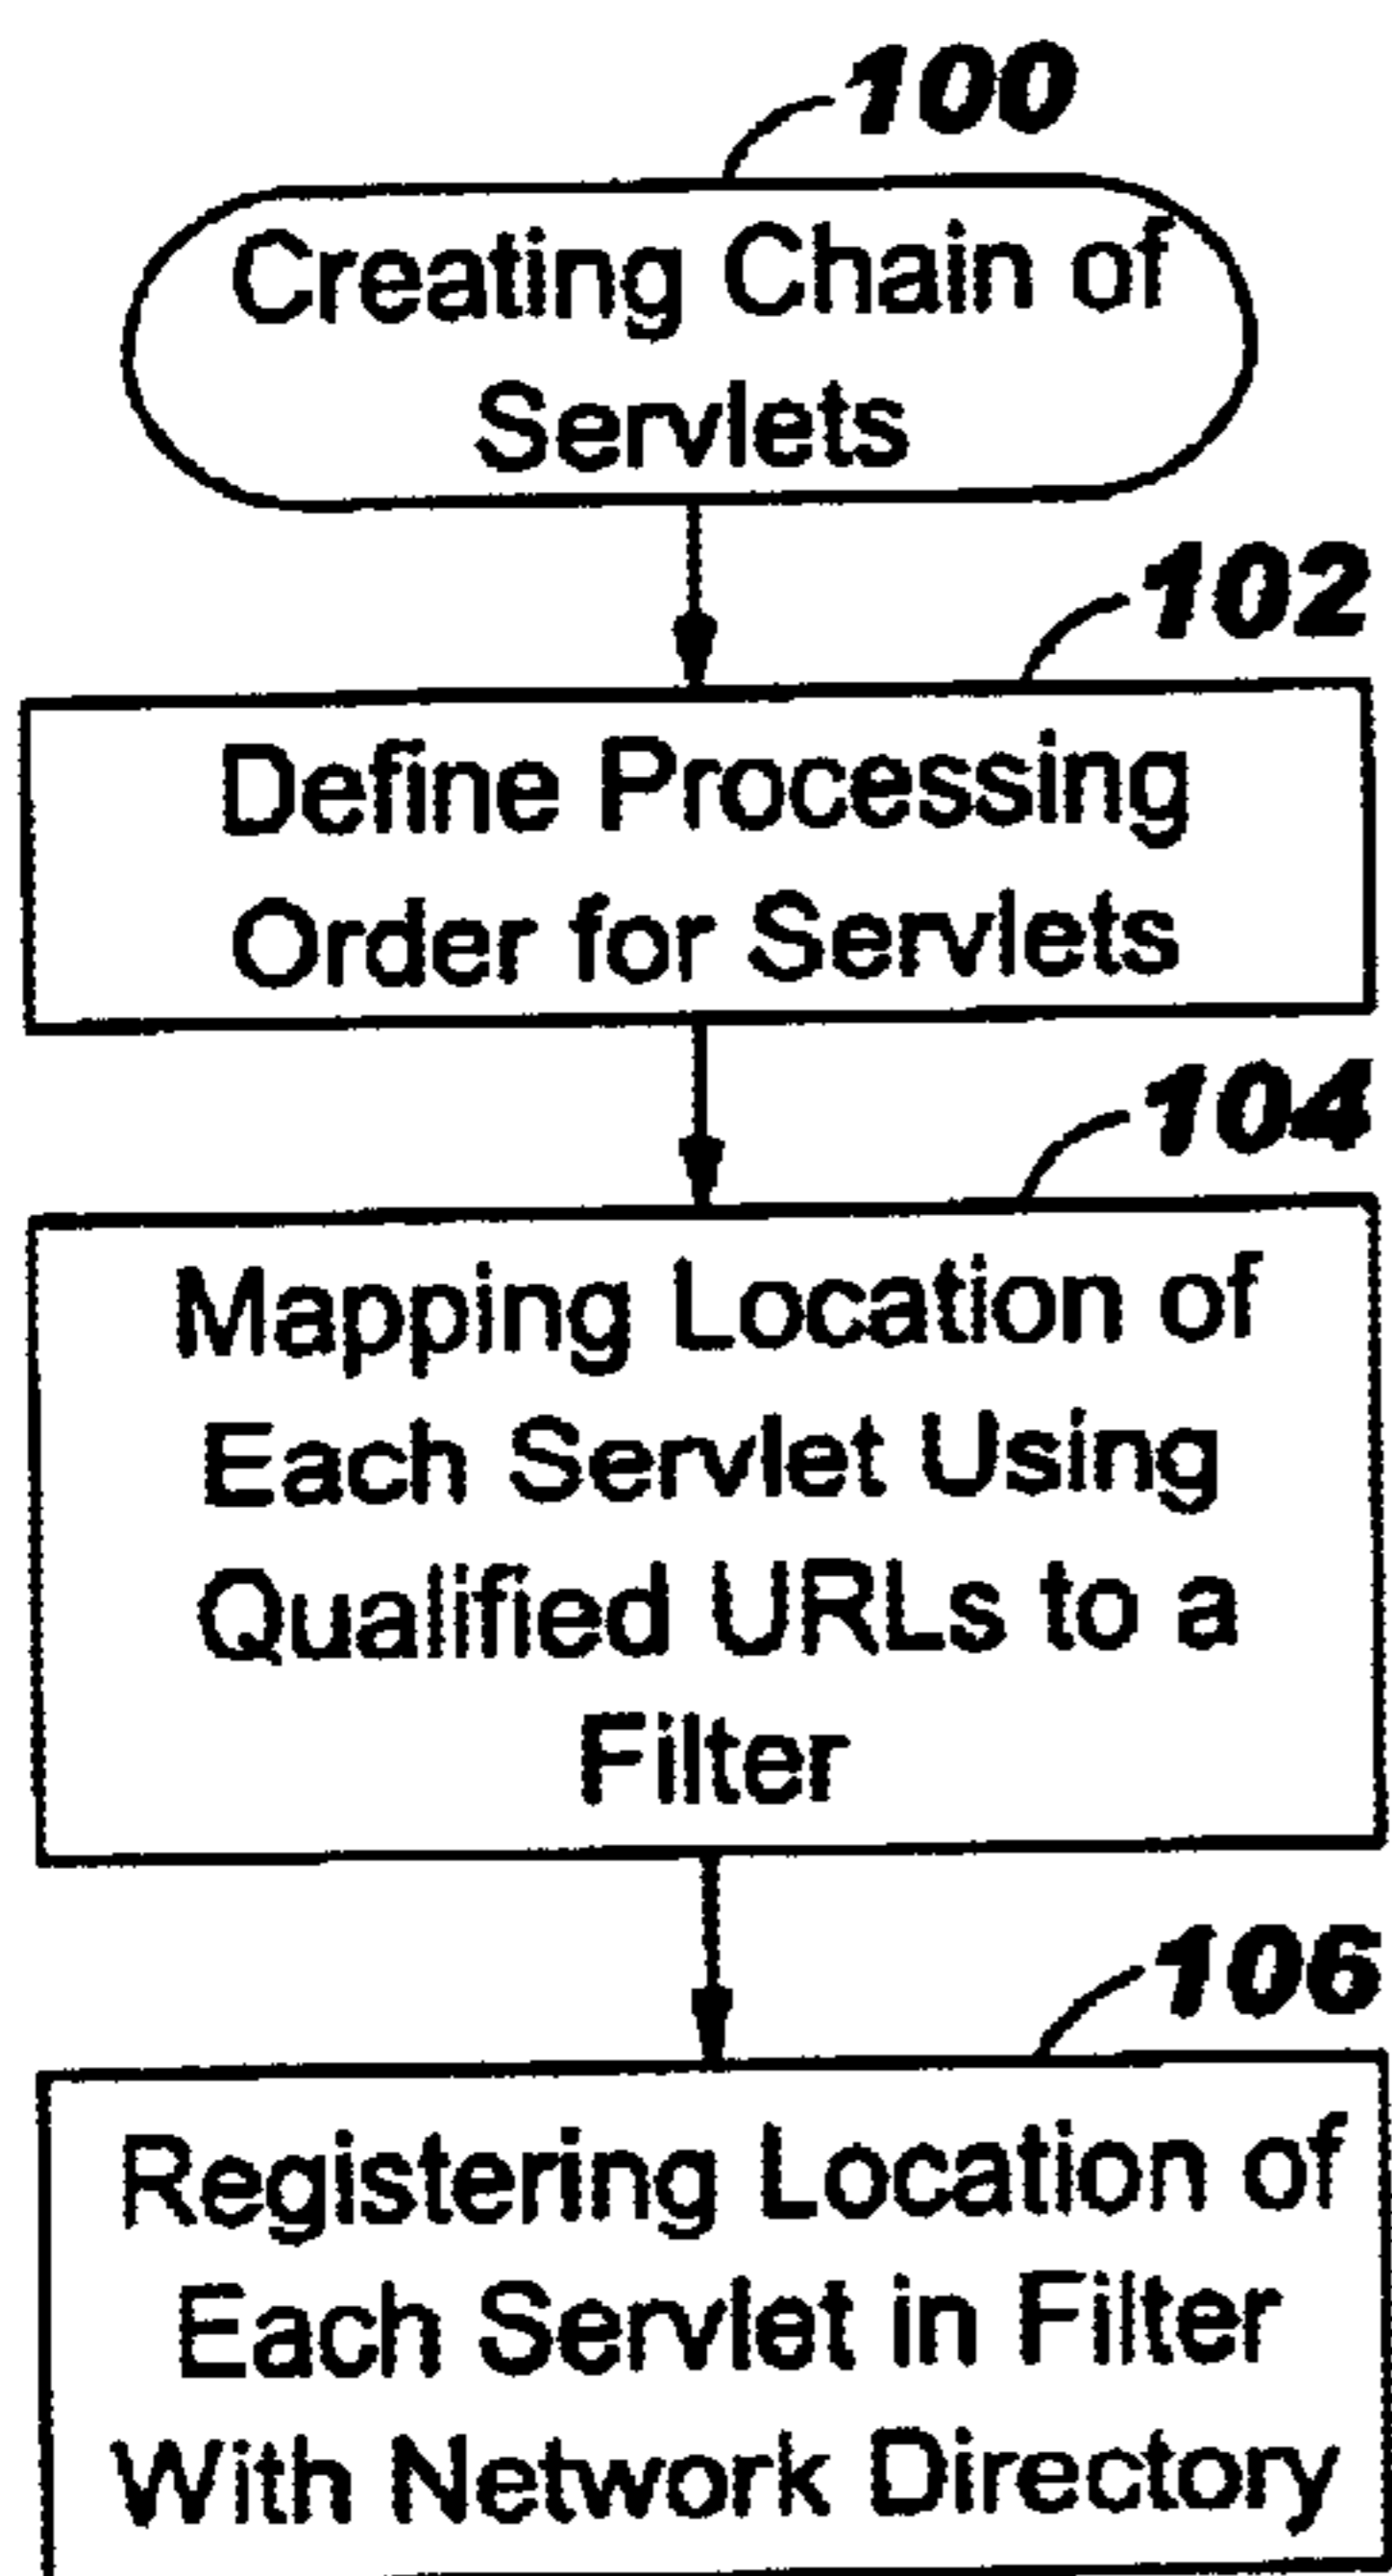 100
Creating Chain of
Servlets
102
Define Processing
Order for Servlets
104
Mapping Location of
Each Servlet Using
Qualified URLs to a
Filter
106
Registering Location of
Each Servlet in Filter
With Network Directory